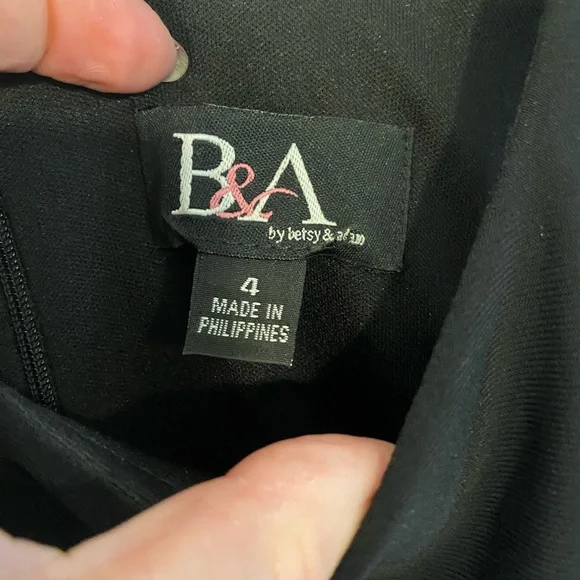 B&A
by betsy & adam
4
MADE IN
PHILIPPINES